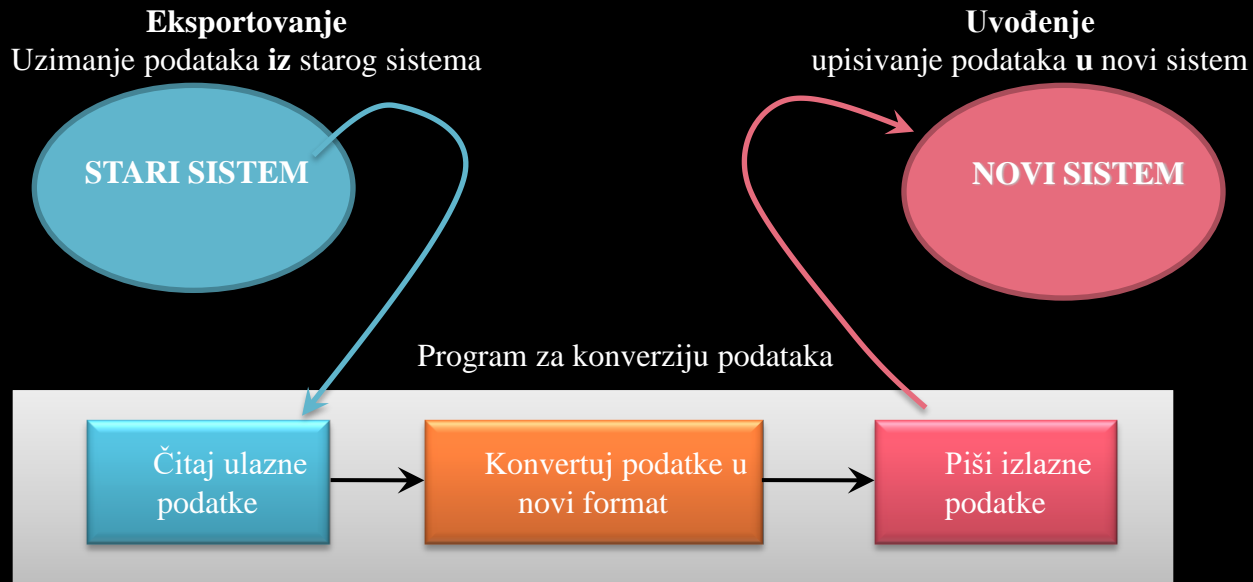 Eksportovanje
Uzimanje podataka iz starog sistema
Uvođenje
upisivanje podataka u novi sistem
STARI SISTEM
NOVI SISTEM
Program za konverziju podataka
Čitaj ulazne
podatke
Konvertuj podatke u
novi format
Piši izlazne
podatke